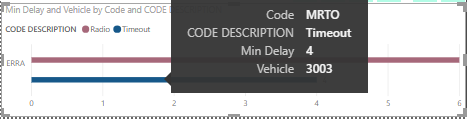 Min Delay and Vehicle by Code and CODE
CODE DESCRIPTION Radio Timeout
Code MRTO
CODE DESCRIPTION Timeout
Min Delay 4
Vehicle 3003
ERRA
0 1 2 3 4 5 6